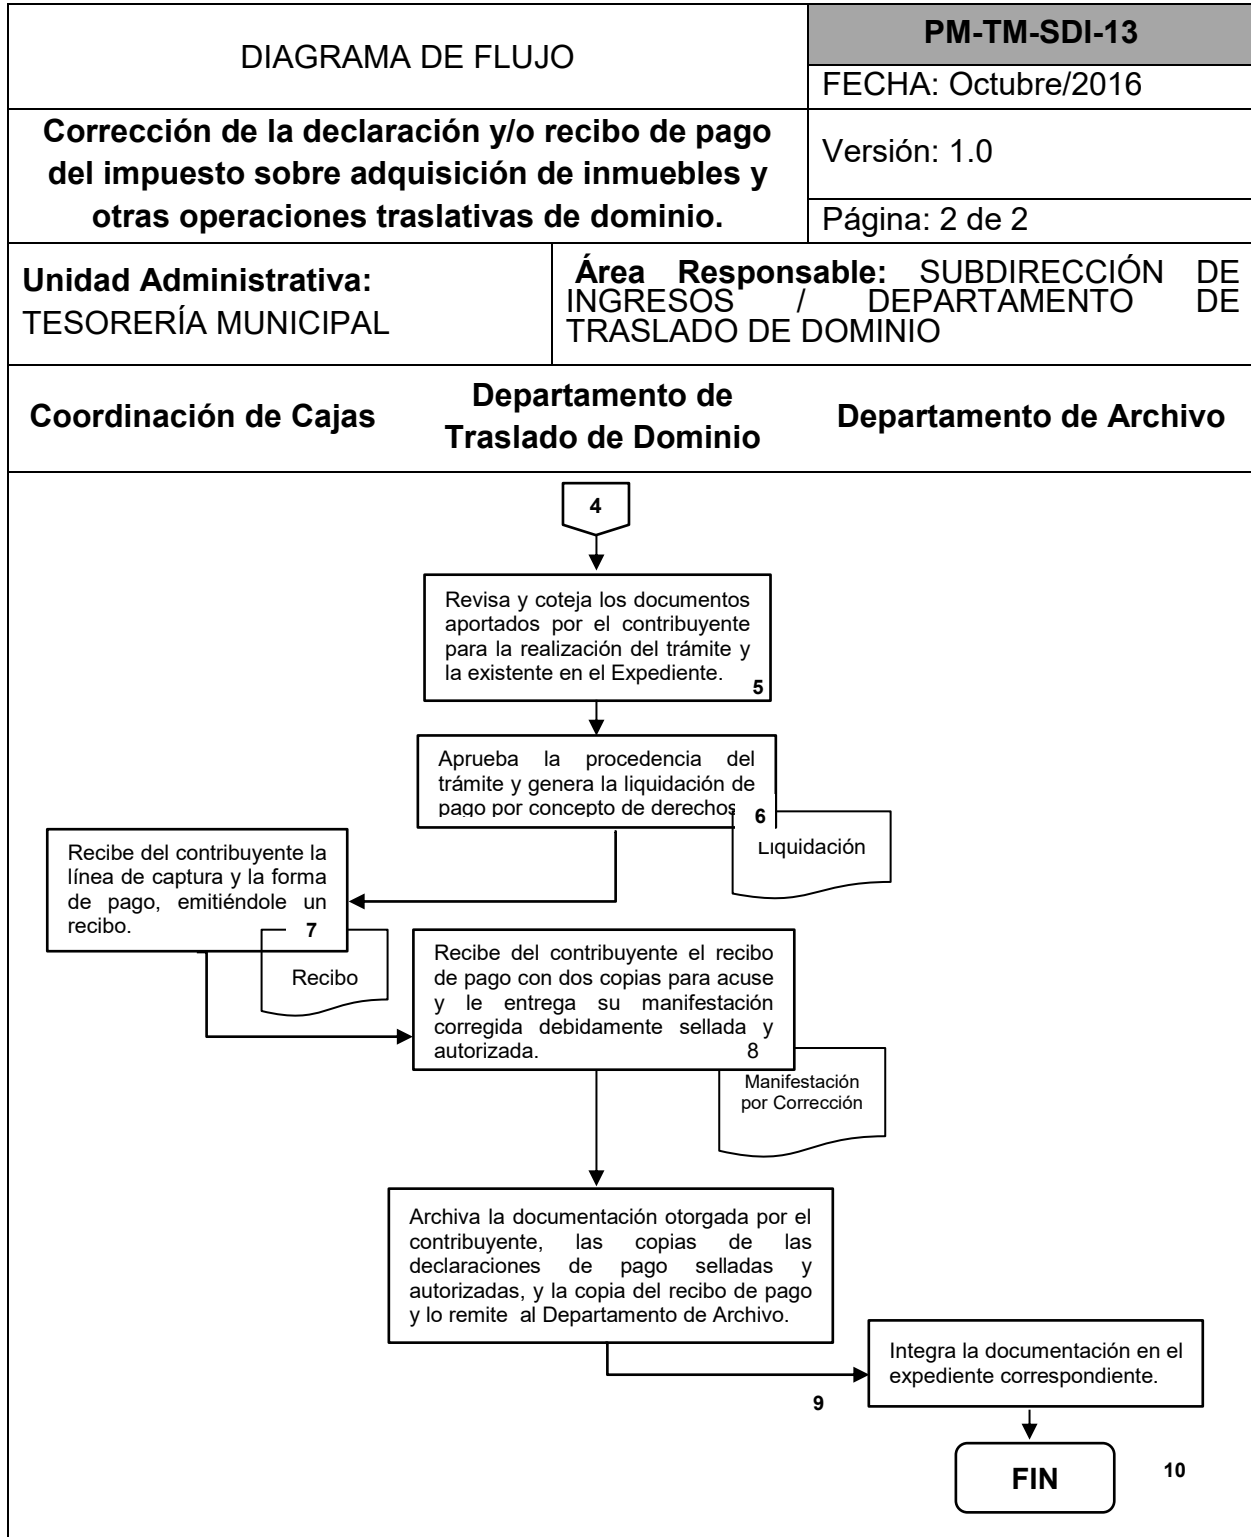 DIAGRAMA DE FLUJO
PM-TM-SDI-13
FECHA: Octubre/2016
Corrección de la declaración y/o recibo de pago
del impuesto sobre adquisición de inmuebles y
otras operaciones traslativas de dominio.
Versión: 1.0
Página: 2 de 2
Unidad Administrativa:
TESORERÍA MUNICIPAL
Área Responsable: SUBDIRECCIÓN DE
INGRESOS / DEPARTAMENTO DE
TRASLADO DE DOMINIO
Coordinación de Cajas
Departamento de
Traslado de Dominio
Departamento de Archivo
4
Revisa y coteja los documentos
aportados por el contribuyente
para la realización del trámite y
la existente en el Expediente.
5
Aprueba la procedencia del
trámite y genera la liquidación de
pago por concepto de derechos
6
Liquidación
Recibe del contribuyente la
línea de captura y la forma
de pago, emitiéndole un
recibo.
7
Recibo
Recibe del contribuyente el recibo
de pago con dos copias para acuse
y le entrega su manifestación
corregida debidamente sellada y
autorizada.
8
Manifestación
por Corrección
Archiva la documentación otorgada por el
contribuyente, las copias de las
declaraciones de pago selladas y
autorizadas, y la copia del recibo de pago
y lo remite al Departamento de Archivo.
9
Integra la documentación en el
expediente correspondiente.
10
FIN